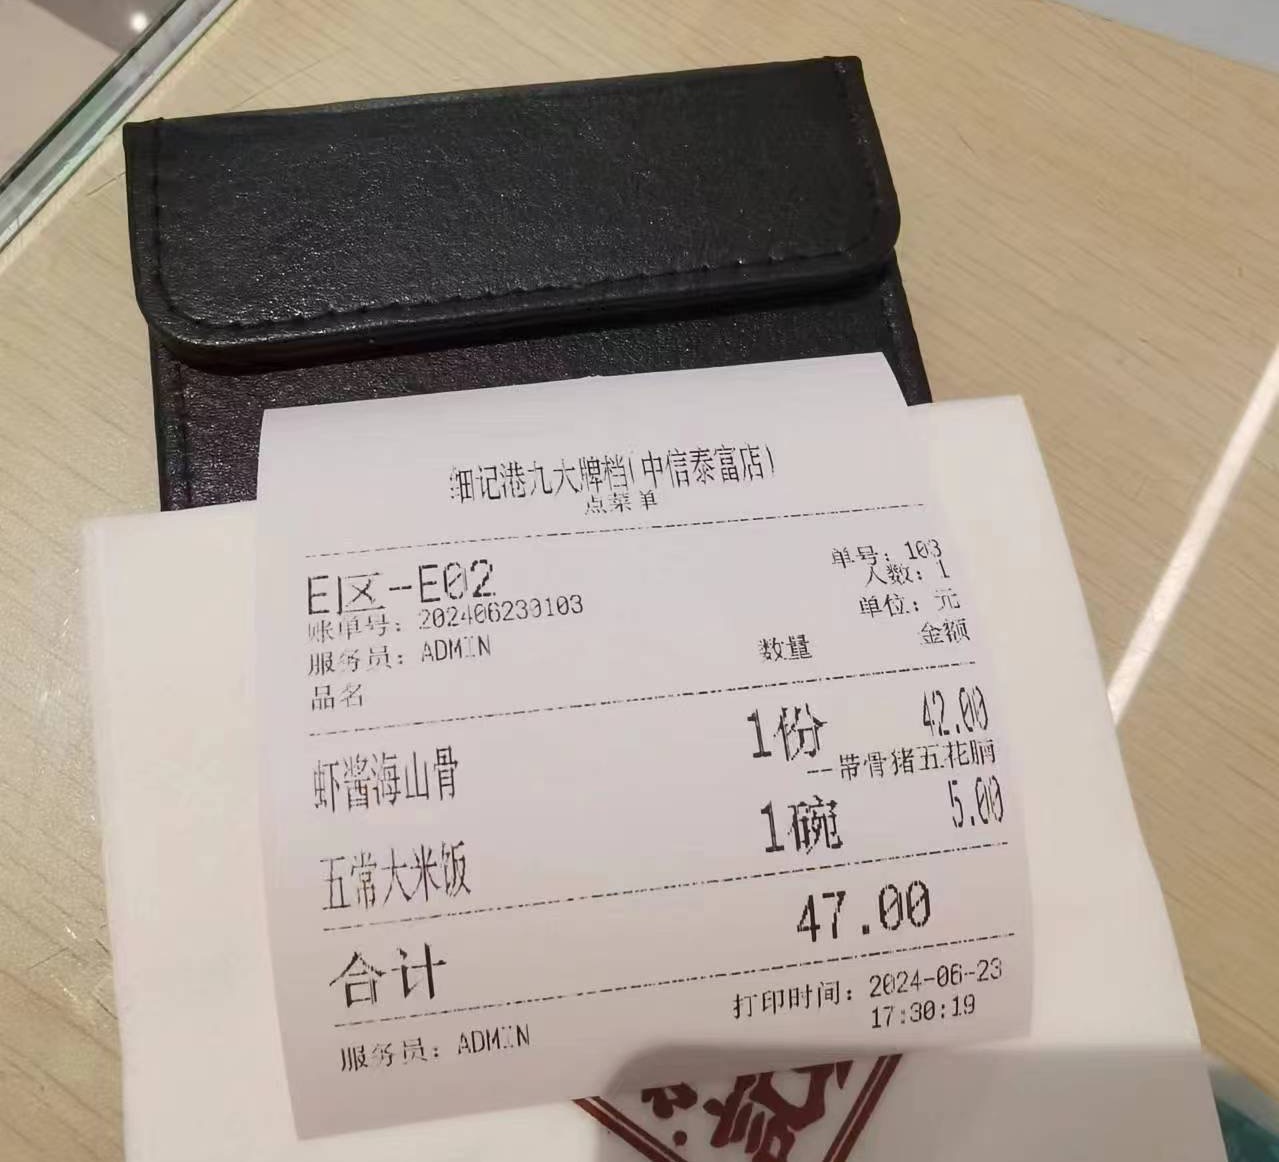 细记港九大牌档(中信泰富店)
点菜单
E区-E02
单号：103
人数：1
账单号：202406230103
单位：元
服务员：ADMIN
品名 数量 金额
虾酱海山骨 1份 42.00
--带骨猪五花腩
五常大米饭 1碗 5.00
合计 47.00
服务员：ADMIN 打印时间：2024-06-23
17:30:19